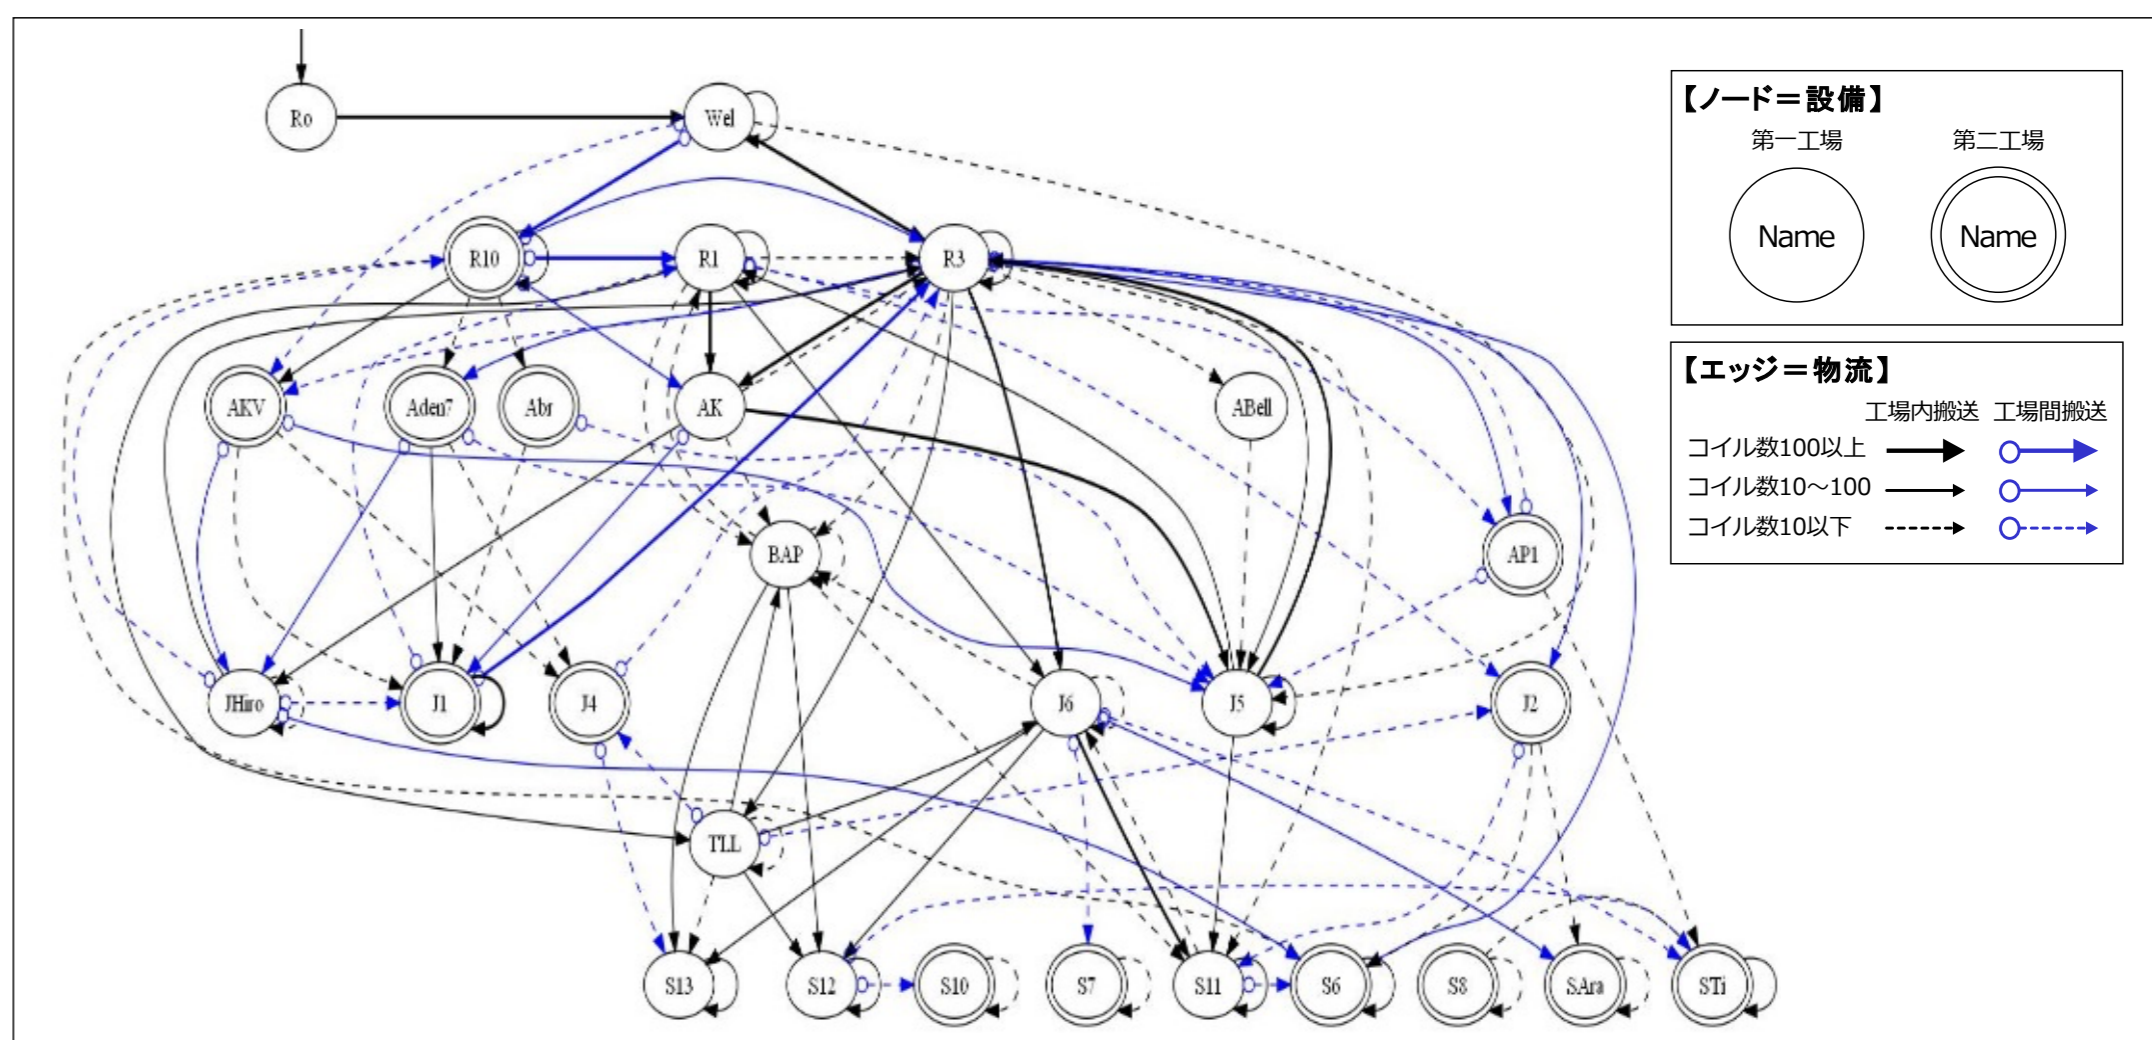 Ro
Wel
R10
R1
R3
AKV
Aden7
Abr
AK
ABell
BAP
AP1
JHiro
J1
J4
J6
J5
J2
TLL
S13
S12
S10
S7
S11
S6
S8
SAra
STi
【ノード＝設備】
第一工場 第二工場
Name Name
【エッジ＝物流】
工場内搬送 工場間搬送
コイル数100以上
コイル数10～100
コイル数10以下